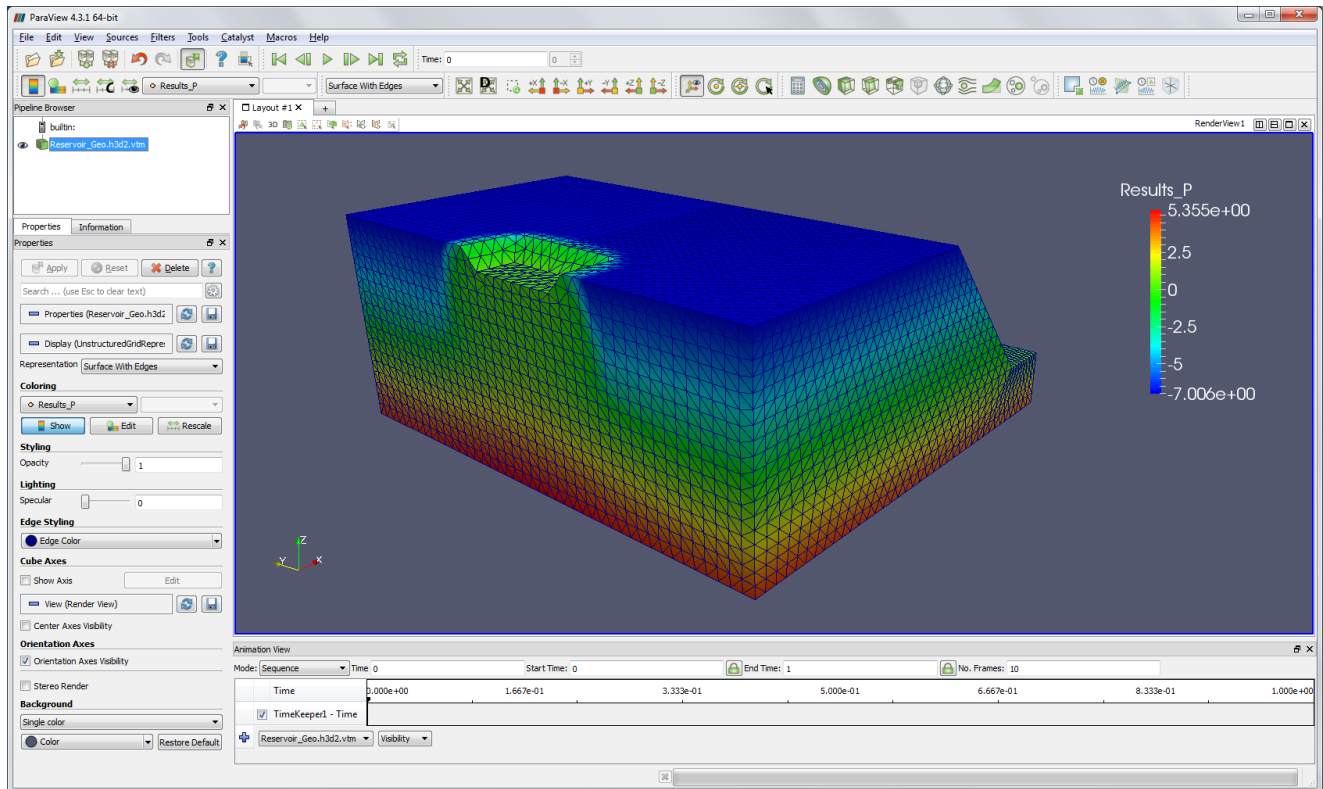 ParaView 4.3.1 64-bit
File Edit View Sources Filters Tools Catalyst Macros Help
Time: 0 0
Results_P Surface With Edges
Pipeline Browser
Layout #1
builtin:
3D
RenderView1
Reservoir_Geo.h3d2.vtm
Results_P
5.355e+00
2.5
0
-2.5
-5
-7.006e+00
Properties Information
Properties
Apply Reset Delete ?
Search ... (use Esc to clear text)
Properties (Reservoir_Geo.h3d2
Display (UnstructuredGridRepre:
Representation Surface With Edges
Coloring
Results_P
Show Edit Rescale
Styling
Opacity 1
Lighting
Specular 0
Edge Styling
Edge Color
Cube Axes
Show Axis Edit
View (Render View)
Center Axes Visibility
Orientation Axes
Orientation Axes Visibility
Stereo Render
Background
Single color
Color Restore Default
Z
Y X
Animation View
Mode: Sequence Time 0 Start Time: 0 End Time: 1 No. Frames: 10
Time 0.000e+00 1.667e-01 3.333e-01 5.000e-01 6.667e-01 8.333e-01 1.000e+00
TimeKeeper1 - Time
Reservoir_Geo.h3d2.vtm Visibility